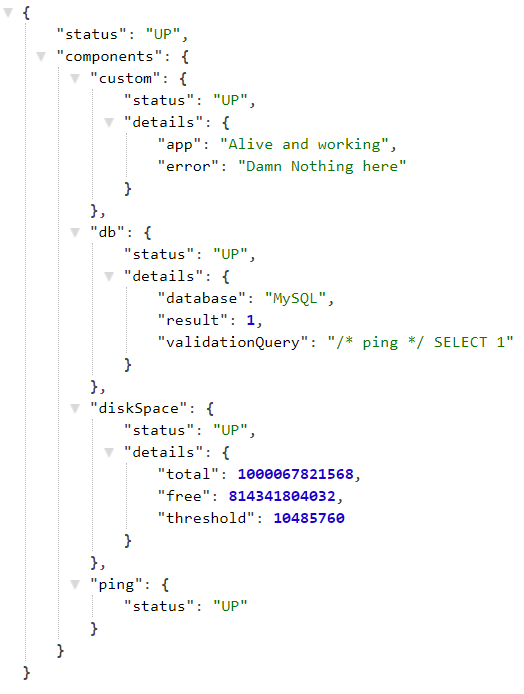 {
"status": "UP",
"components": {
"custom": {
"status": "UP",
"details": {
"app": "Alive and working",
"error": "Damn Nothing here"
}
},
"db": {
"status": "UP",
"details": {
"database": "MySQL",
"result": 1,
"validationQuery": "/* ping */ SELECT 1"
}
},
"diskSpace": {
"status": "UP",
"details": {
"total": 1000067821568,
"free": 814341804032,
"threshold": 10485760
}
},
"ping": {
"status": "UP"
}
}
}